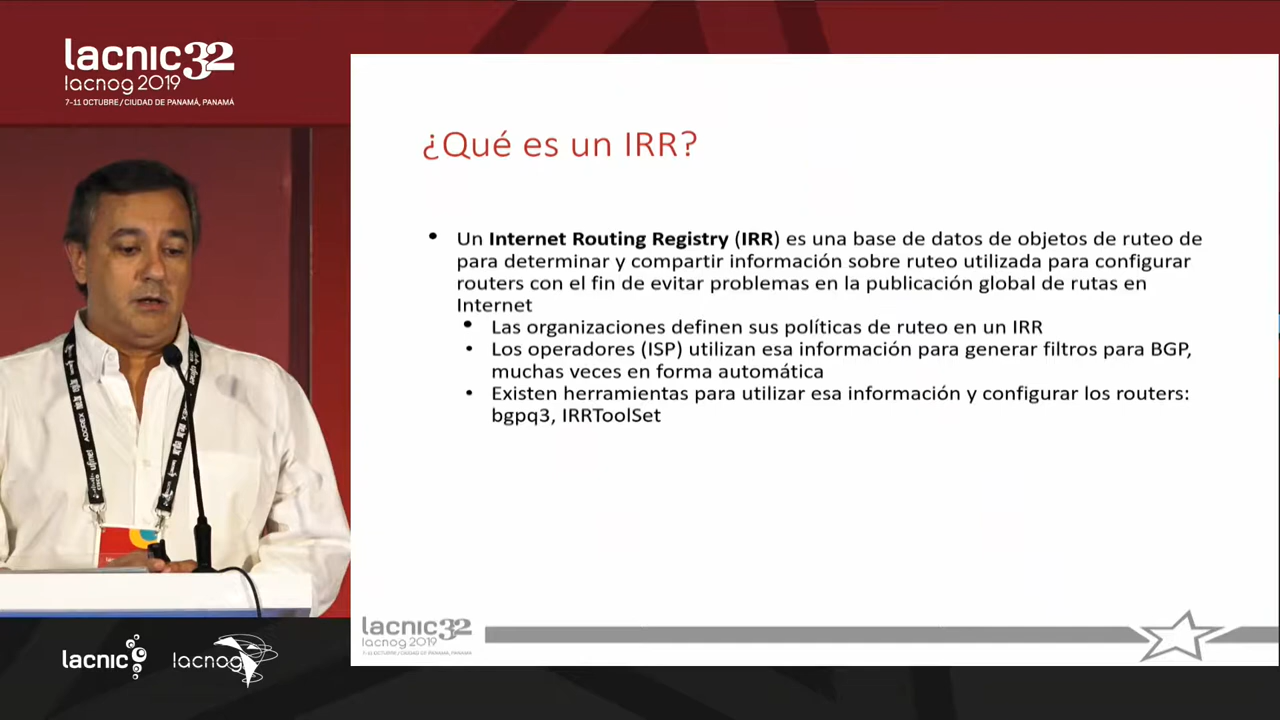 lacnic32
lacnog 2019
7-11 OCTUBRE / CIUDAD DE PANAMÁ, PANAMÁ
¿Qué es un IRR?
• Un Internet Routing Registry (IRR) es una base de datos de objetos de ruteo de
para determinar y compartir información sobre ruteo utilizada para configurar
routers con el fin de evitar problemas en la publicación global de rutas en
Internet
• Las organizaciones definen sus políticas de ruteo en un IRR
• Los operadores (ISP) utilizan esa información para generar filtros para BGP,
muchas veces en forma automática
• Existen herramientas para utilizar esa información y configurar los routers:
bgpq3, IRRToolSet
lacnic32
lacnog 2019
7-11 OCTUBRE / CIUDAD DE PANAMÁ, PANAMÁ
lacnic
lacnog